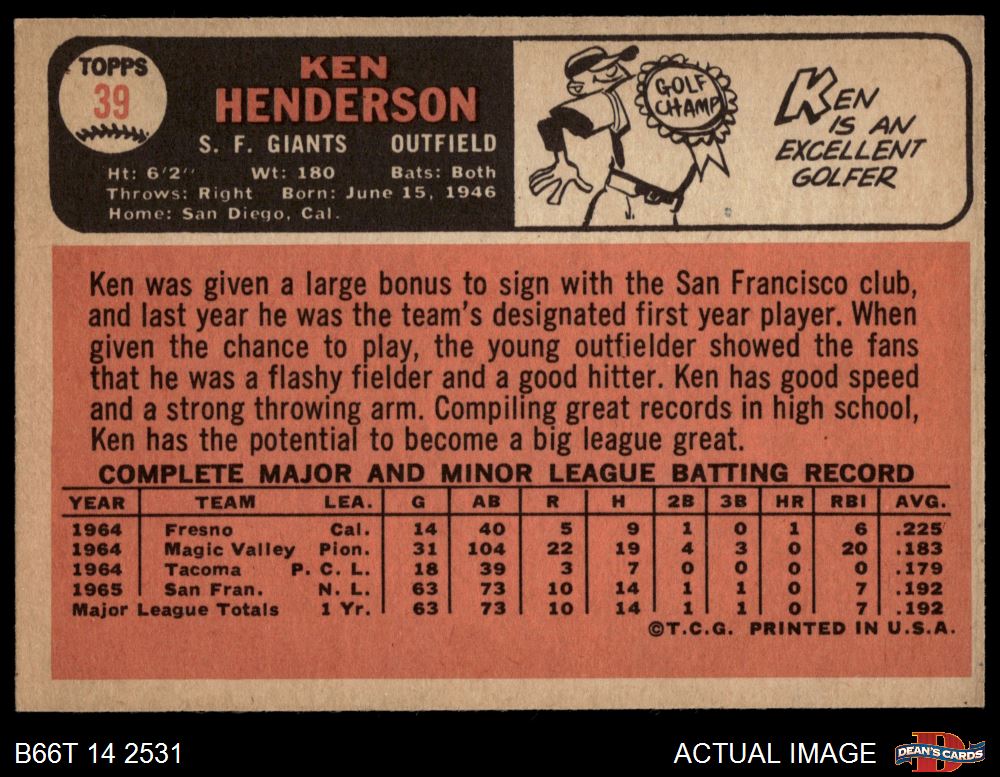 TOPPS
39
KEN
HENDERSON
S. F. GIANTS OUTFIELD
Ht: 6'2" Wt: 180 Bats: Both
Throws: Right Born: June 15, 1946
Home: San Diego, Cal.
GOLF
CHAMP
KEN
IS AN
EXCELLENT
GOLFER
Ken was given a large bonus to sign with the San Francisco club,
and last year he was the team's designated first year player. When
given the chance to play, the young outfielder showed the fans
that he was a flashy fielder and a good hitter. Ken has good speed
and a strong throwing arm. Compiling great records in high school,
Ken has the potential to become a big league great.
COMPLETE MAJOR AND MINOR LEAGUE BATTING RECORD
YEAR TEAM LEA. G AB R H 2B 3B HR RBI AVG.
1964 Fresno Cal. 14 40 5 9 1 0 1 6 .225
1964 Magic Valley Pion. 31 104 22 19 4 3 0 20 .183
1964 Tacoma P. C. L. 18 39 3 7 0 0 0 0 .179
1965 San Fran. N. L. 63 73 10 14 1 1 0 7 .192
Major League Totals 1 Yr. 63 73 10 14 1 1 0 7 .192
©T.C.G. PRINTED IN U.S.A.
B66T 14 2531
ACTUAL IMAGE
D
DEAN'S CARDS